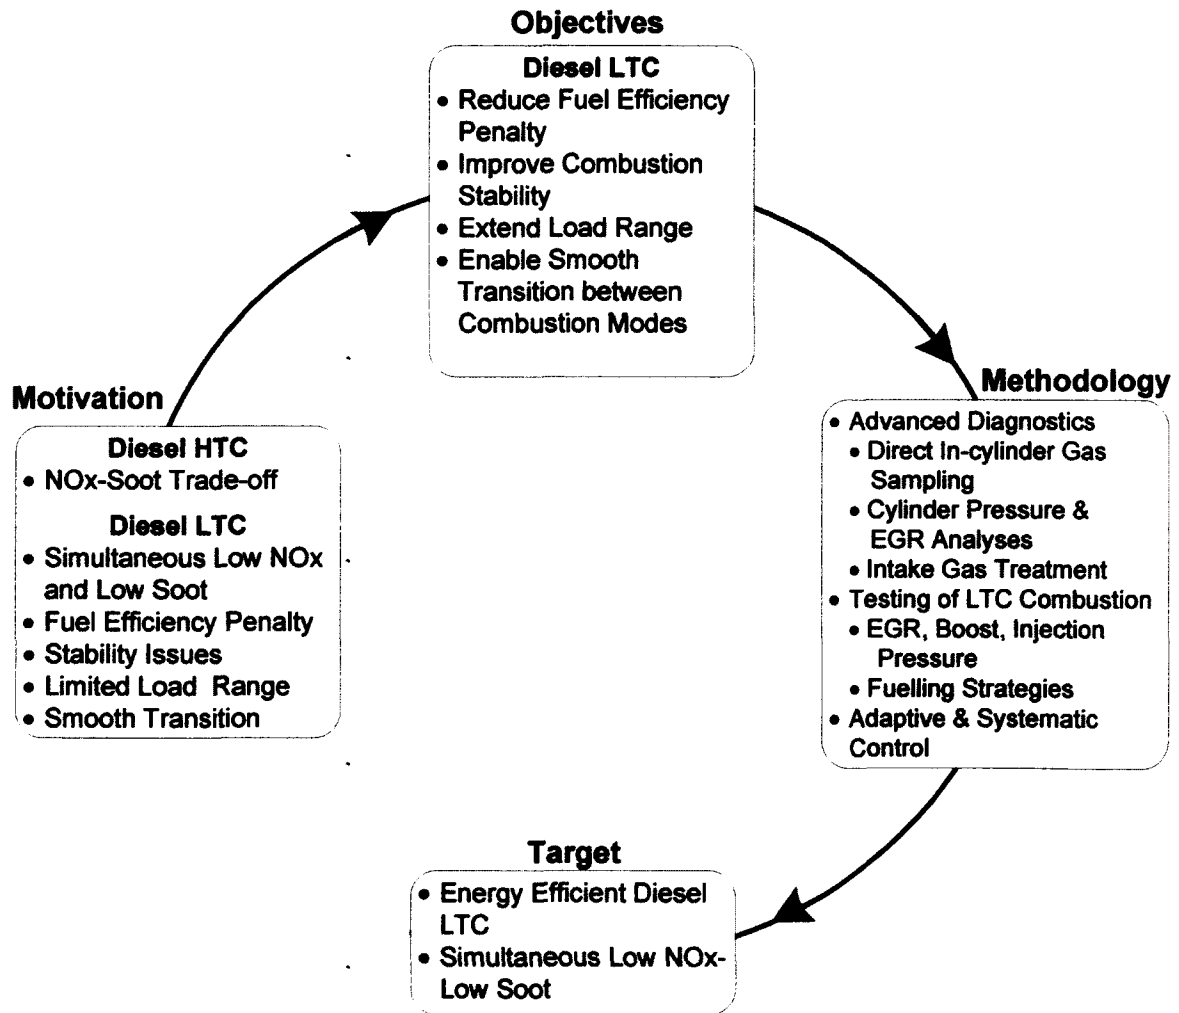 Objectives
Diesel LTC
• Reduce Fuel Efficiency
Penalty
• Improve Combustion
Stability
• Extend Load Range
• Enable Smooth
Transition between
Combustion Modes
Motivation
Diesel HTC
• NOx-Soot Trade-off
Diesel LTC
• Simultaneous Low NOx
and Low Soot
• Fuel Efficiency Penalty
• Stability Issues
• Limited Load Range
• Smooth Transition
Methodology
• Advanced Diagnostics
• Direct In-cylinder Gas
Sampling
• Cylinder Pressure &
EGR Analyses
• Intake Gas Treatment
• Testing of LTC Combustion
• EGR, Boost, Injection
Pressure
• Fuelling Strategies
• Adaptive & Systematic
Control
Target
• Energy Efficient Diesel
LTC
• Simultaneous Low NOx-
Low Soot